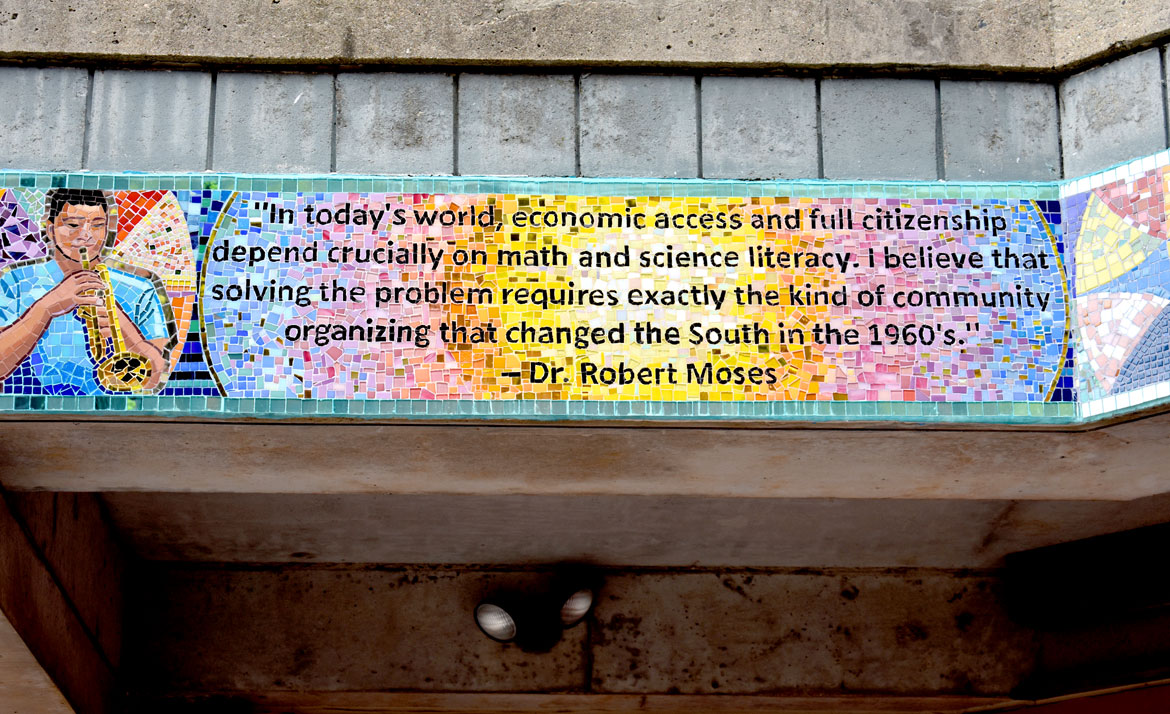 "In today's world, economic access and full citizenship
depend crucially on math and science literacy. I believe that
solving the problem requires exactly the kind of community
organizing that changed the South in the 1960's."
– Dr. Robert Moses